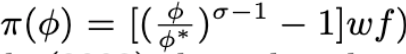 π(ϕ) = [(ϕ/ϕ*)^{σ−1} − 1]wf)